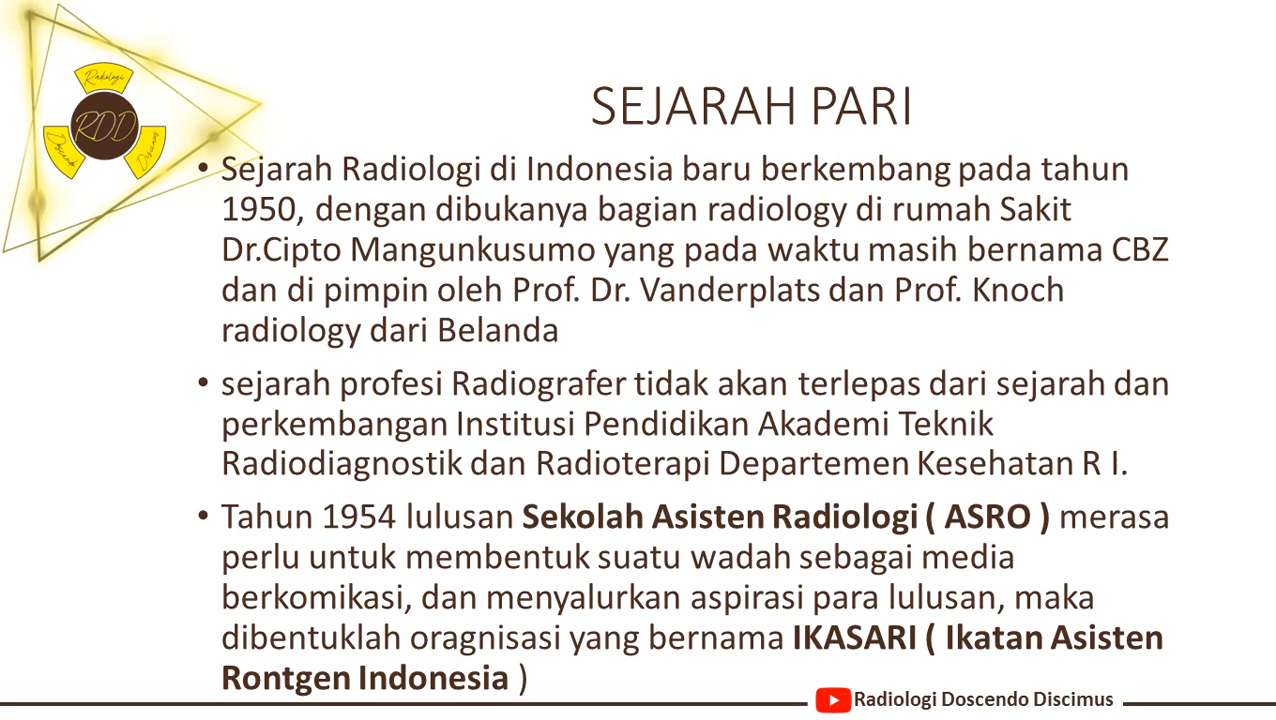 Radiologi
RDD
Doscendo
Discimus
SEJARAH PARI
• Sejarah Radiologi di Indonesia baru berkembang pada tahun
1950, dengan dibukanya bagian radiology di rumah Sakit
Dr.Cipto Mangunkusumo yang pada waktu masih bernama CBZ
dan di pimpin oleh Prof. Dr. Vanderplats dan Prof. Knoch
radiology dari Belanda
• sejarah profesi Radiografer tidak akan terlepas dari sejarah dan
perkembangan Institusi Pendidikan Akademi Teknik
Radiodiagnostik dan Radioterapi Departemen Kesehatan R I.
• Tahun 1954 lulusan Sekolah Asisten Radiologi ( ASRO ) merasa
perlu untuk membentuk suatu wadah sebagai media
berkomikasi, dan menyalurkan aspirasi para lulusan, maka
dibentuklah oragnisasi yang bernama IKASARI ( Ikatan Asisten
Rontgen Indonesia )
Radiologi Doscendo Discimus